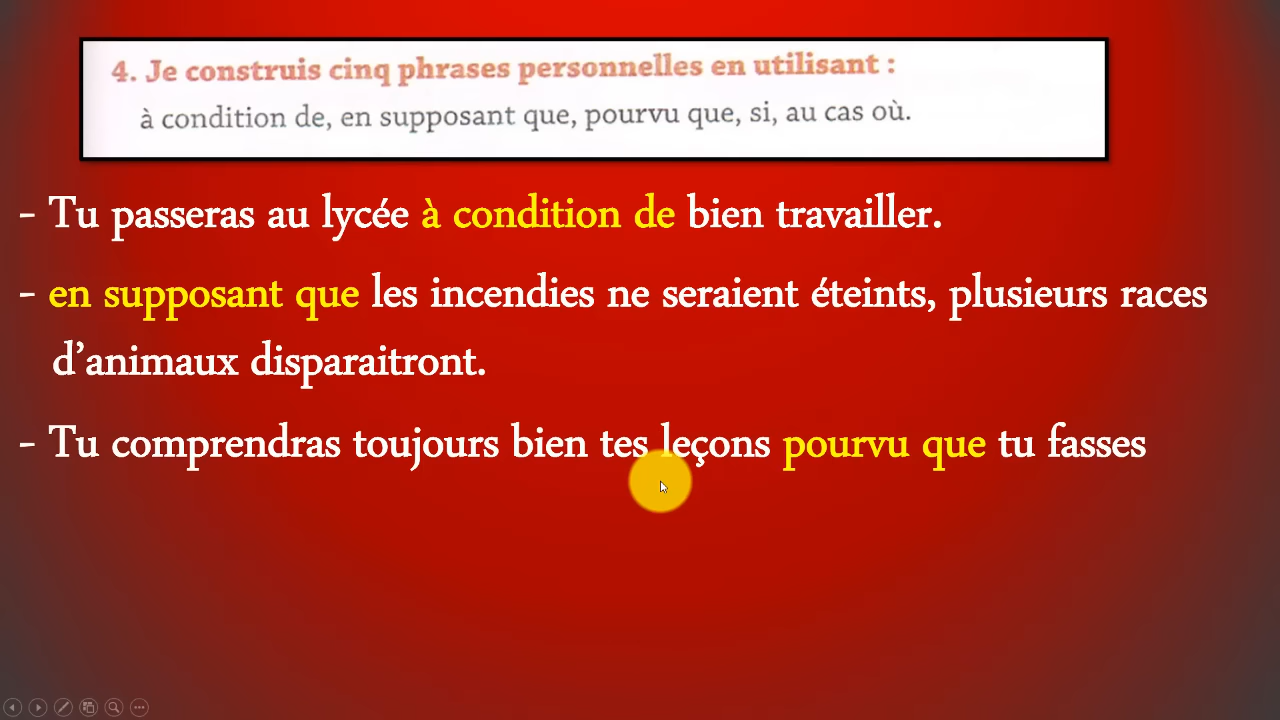 4. Je construis cinq phrases personnelles en utilisant :
à condition de, en supposant que, pourvu que, si, au cas où.
- Tu passeras au lycée à condition de bien travailler.
- en supposant que les incendies ne seraient éteints, plusieurs races
d’animaux disparaitront.
- Tu comprendras toujours bien tes leçons pourvu que tu fasses